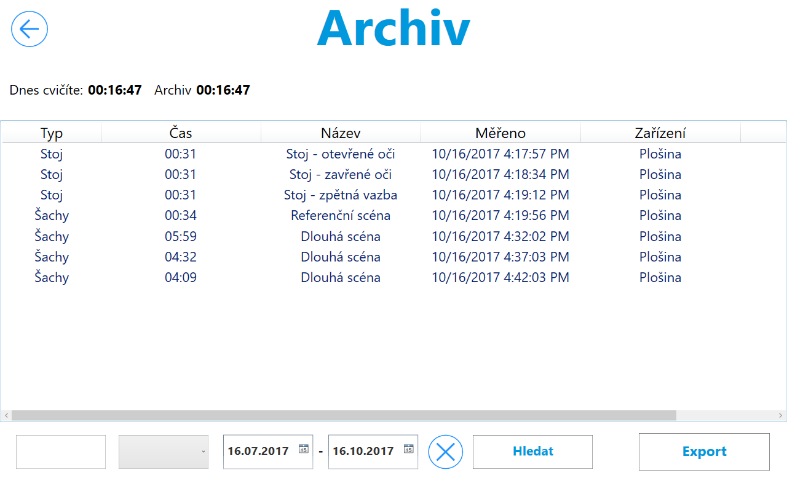 Archiv
Dnes cvičíte: 00:16:47 Archiv 00:16:47
Typ Čas Název Měřeno Zařízení
Stoj 00:31 Stoj - otevřené oči 10/16/2017 4:17:57 PM Plošina
Stoj 00:31 Stoj - zavřené oči 10/16/2017 4:18:34 PM Plošina
Stoj 00:31 Stoj - zpětná vazba 10/16/2017 4:19:12 PM Plošina
Šachy 00:34 Referenční scéna 10/16/2017 4:19:56 PM Plošina
Šachy 05:59 Dlouhá scéna 10/16/2017 4:32:02 PM Plošina
Šachy 04:32 Dlouhá scéna 10/16/2017 4:37:03 PM Plošina
Šachy 04:09 Dlouhá scéna 10/16/2017 4:42:03 PM Plošina
16.07.2017 - 16.10.2017 Hledat Export